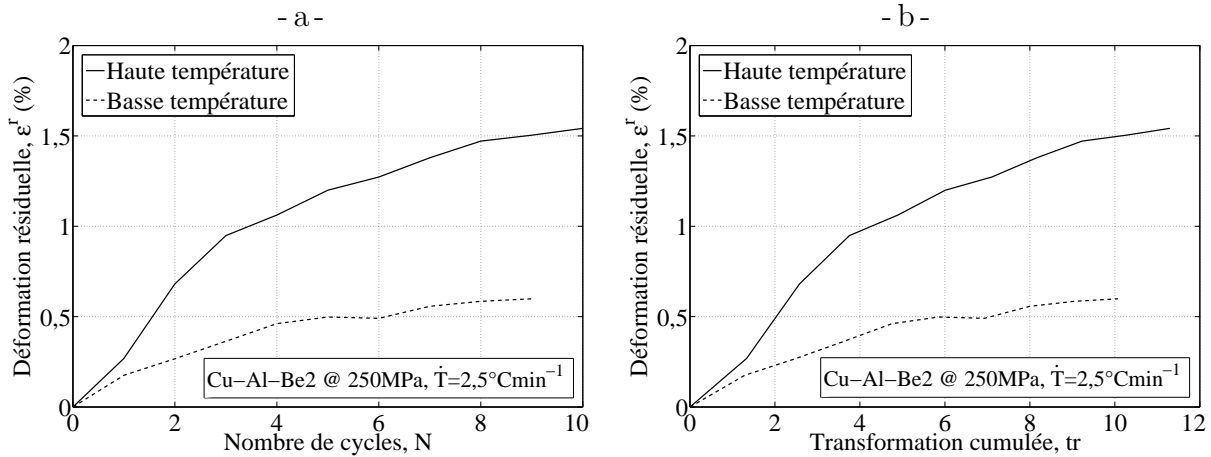 -a-
2
1,5
1
0,5
0
0 2 4 6 8 10
Déformation résiduelle, εʳ (%)
Haute température
Basse température
Cu−Al−Be2 @ 250MPa, Ṫ=2,5°Cmin⁻¹
Nombre de cycles, N
-b-
2
1,5
1
0,5
0
0 2 4 6 8 10 12
Déformation résiduelle, εʳ (%)
Haute température
Basse température
Cu−Al−Be2 @ 250MPa, Ṫ=2,5°Cmin⁻¹
Transformation cumulée, tr